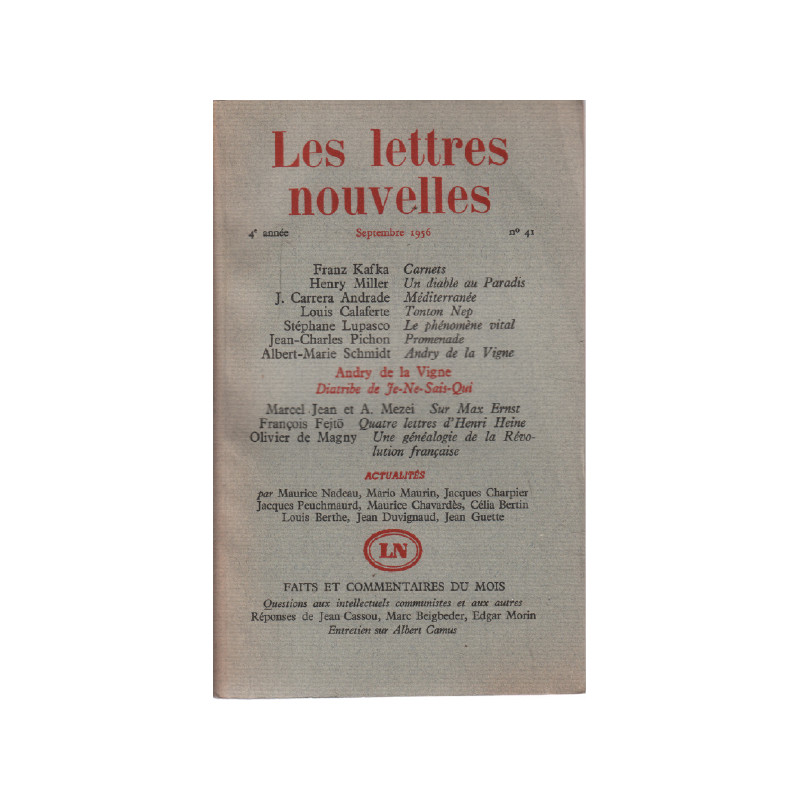 Les lettres
nouvelles
4e année Septembre 1956 nº 41
Franz Kafka Carnets
Henry Miller Un diable au Paradis
J. Carrera Andrade Méditerranée
Louis Calaferte Tonton Nep
Stéphane Lupasco Le phénomène vital
Jean-Charles Pichon Promenade
Albert-Marie Schmidt Andry de la Vigne
Andry de la Vigne
Diatribe de Je-Ne-Sais-Qui
Marcel Jean et A. Mezei Sur Max Ernst
François Fejtö Quatre lettres d'Henri Heine
Olivier de Magny Une généalogie de la Révo-
lution française
ACTUALITÉS
par Maurice Nadeau, Mario Maurin, Jacques Charpier
Jacques Peuchmaurd, Maurice Chavardès, Célia Bertin
Louis Berthe, Jean Duvignaud, Jean Guette
LN
FAITS ET COMMENTAIRES DU MOIS
Questions aux intellectuels communistes et aux autres
Réponses de Jean Cassou, Marc Beigbeder, Edgar Morin
Entretien sur Albert Camus